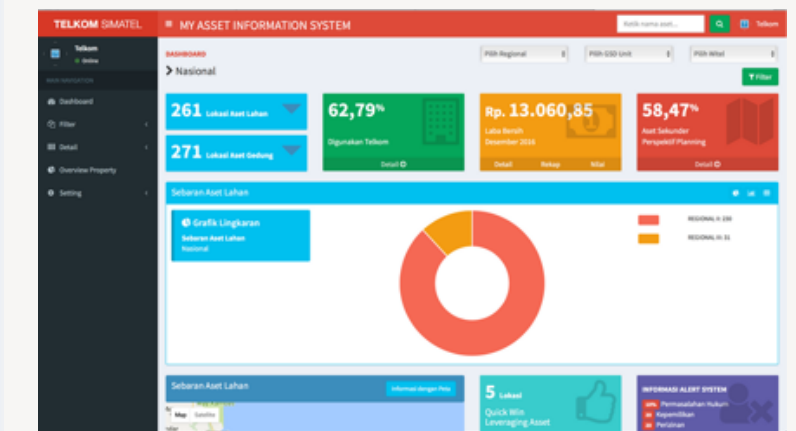 TELKOM SIMATEL
MY ASSET INFORMATION SYSTEM
Ketik nama aset...
Telkom
Telkom
Online
MAIN NAVIGATION
Dashboard
Filter
Detail
Overview Property
Setting
DASHBOARD
Nasional
Pilih Regional
Pilih GSD Unit
Pilih Witel
Filter
261 Lokasi Aset Lahan
271 Lokasi Aset Gedung
62,79%
Digunakan Telkom
Detail
Rp. 13.060,85
Laba Bersih
Desember 2016
Detail Rekap Nilai
58,47%
Aset Sekunder
Perspektif Planning
Detail
Sebaran Aset Lahan
Grafik Lingkaran
Sebaran Aset Lahan
Nasional
Sebaran Aset Lahan
Informasi dengan Peta
Map Satelite
5 Lokasi
Quick Win
Leveraging Asset
INFORMASI ALERT SYSTEM
Permasalahan Hukum
Kepemilikan
Perizinan